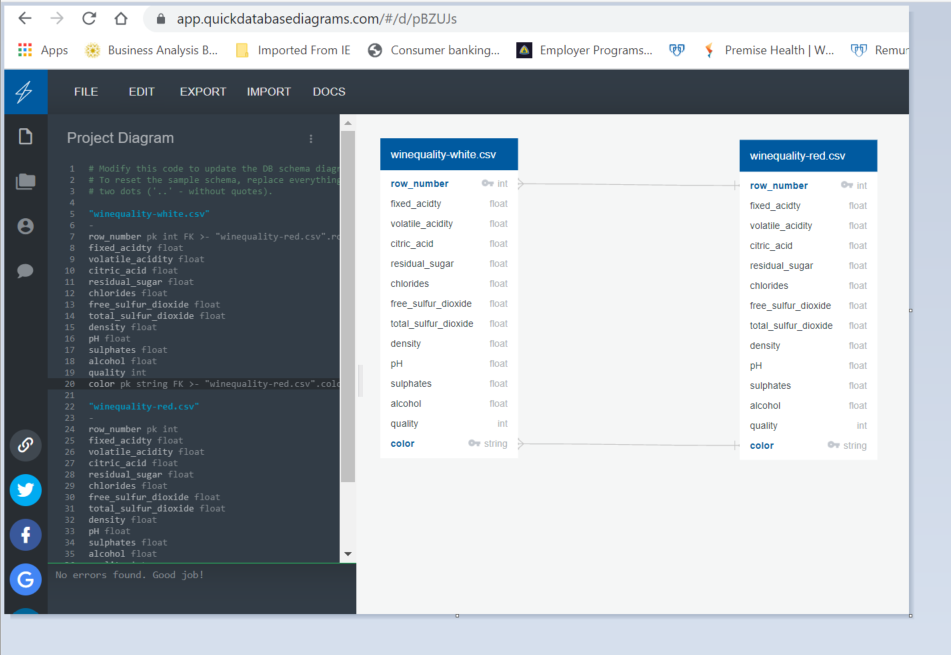 app.quickdatabasediagrams.com/#/d/pBZUJs
Apps Business Analysis B... Imported From IE Consumer banking... Employer Programs... Premise Health | W... Remur
FILE EDIT EXPORT IMPORT DOCS
Project Diagram
1 # Modify this code to update the DB schema diagr
2 # To reset the sample schema, replace everything
3 # two dots ('..' - without quotes).
4
5 "winequality-white.csv"
6 -
7 row_number pk int FK >- "winequality-red.csv".ro
8 fixed_acidty float
9 volatile_acidity float
10 citric_acid float
11 residual_sugar float
12 chlorides float
13 free_sulfur_dioxide float
14 total_sulfur_dioxide float
15 density float
16 pH float
17 sulphates float
18 alcohol float
19 quality int
20 color pk string FK >- "winequality-red.csv".colo
21
22 "winequality-red.csv"
23 -
24 row_number pk int
25 fixed_acidty float
26 volatile_acidity float
27 citric_acid float
28 residual_sugar float
29 chlorides float
30 free_sulfur_dioxide float
31 total_sulfur_dioxide float
32 density float
33 pH float
34 sulphates float
35 alcohol float
No errors found. Good job!
winequality-white.csv
row_number int
fixed_acidty float
volatile_acidity float
citric_acid float
residual_sugar float
chlorides float
free_sulfur_dioxide float
total_sulfur_dioxide float
density float
pH float
sulphates float
alcohol float
quality int
color string
winequality-red.csv
row_number int
fixed_acidty float
volatile_acidity float
citric_acid float
residual_sugar float
chlorides float
free_sulfur_dioxide float
total_sulfur_dioxide float
density float
pH float
sulphates float
alcohol float
quality int
color string